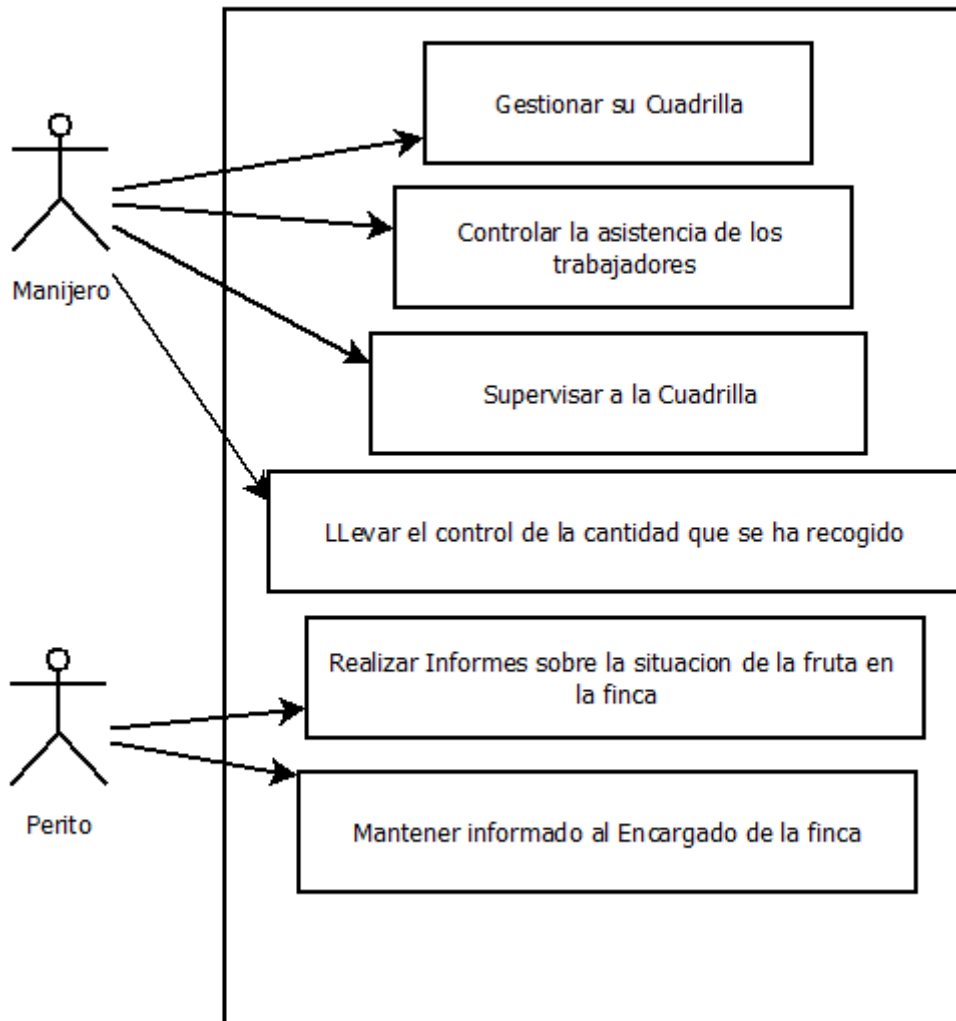 Gestionar su Cuadrilla
Controlar la asistencia de los
trabajadores
Manijero
Supervisar a la Cuadrilla
LLevar el control de la cantidad que se ha recogido
Realizar Informes sobre la situacion de la fruta en
la finca
Perito
Mantener informado al Encargado de la finca